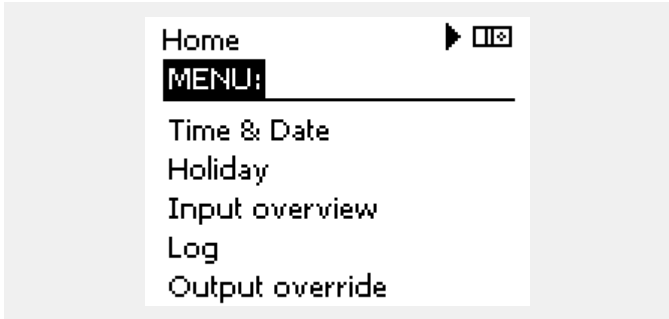 Home
MENU:
Time & Date
Holiday
Input overview
Log
Output override